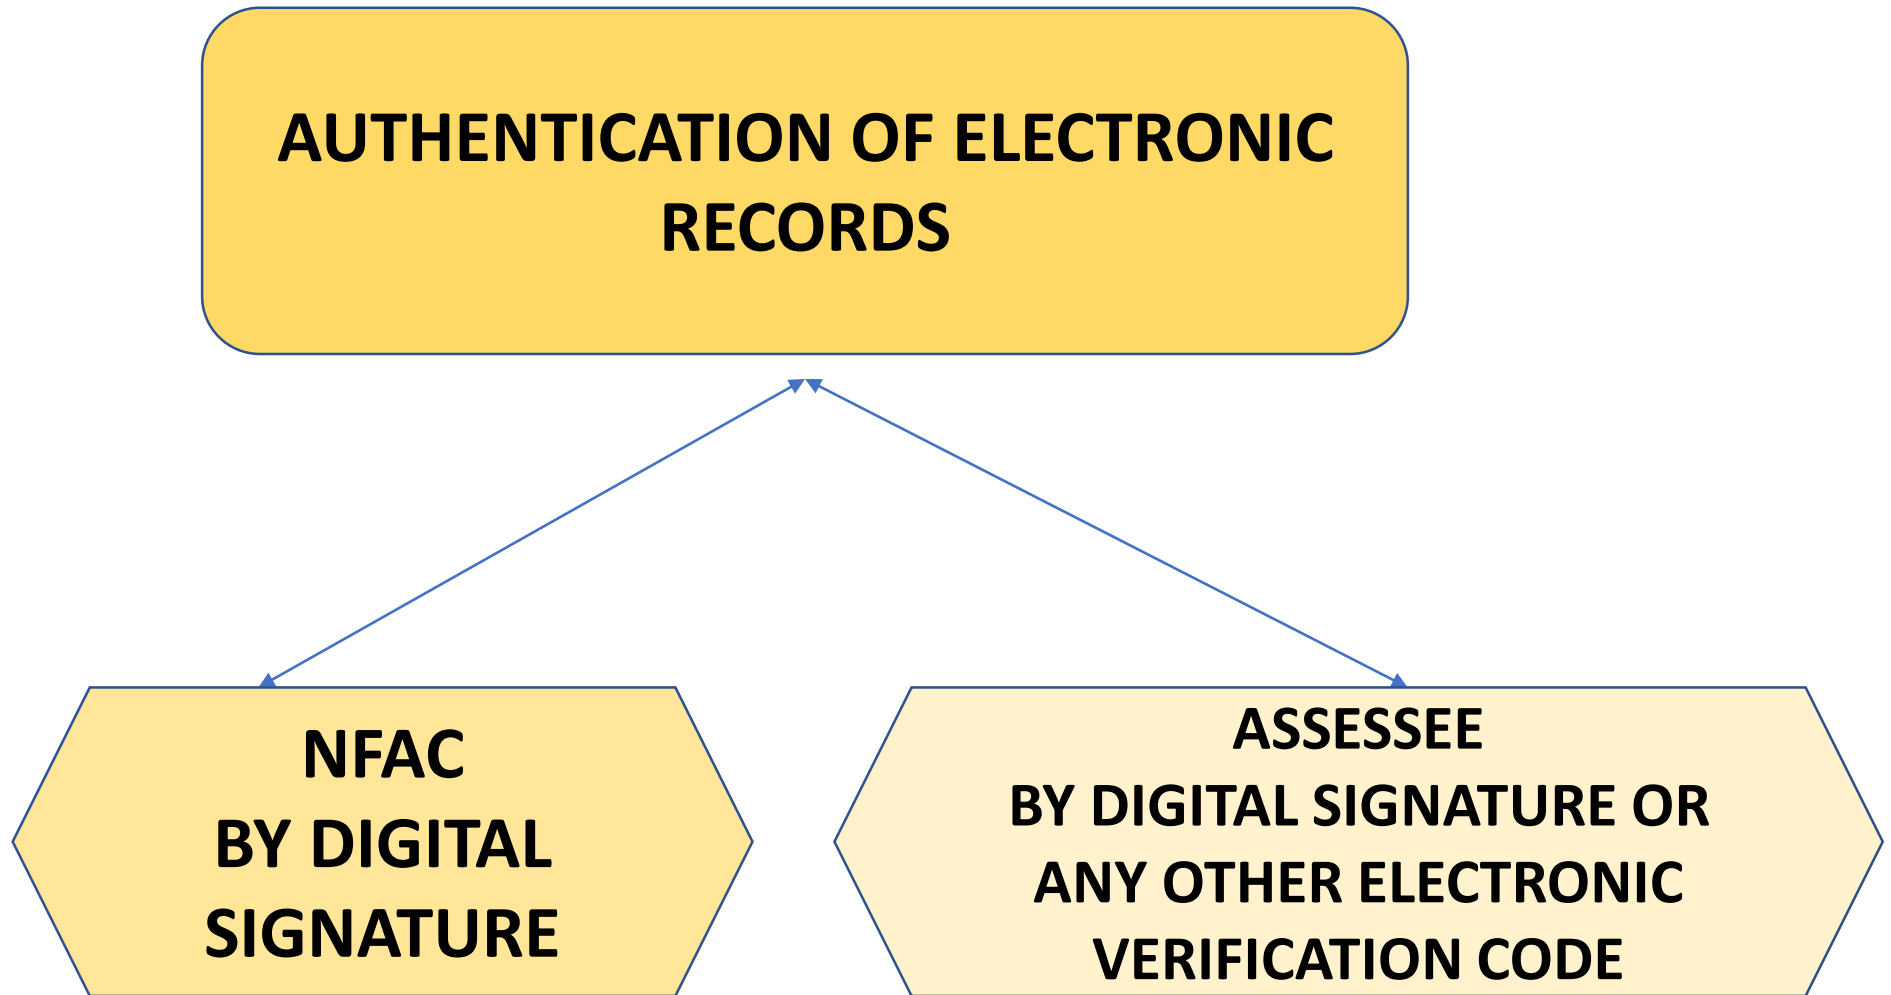 AUTHENTICATION OF ELECTRONIC
RECORDS
NFAC
BY DIGITAL
SIGNATURE
ASSESSEE
BY DIGITAL SIGNATURE OR
ANY OTHER ELECTRONIC
VERIFICATION CODE